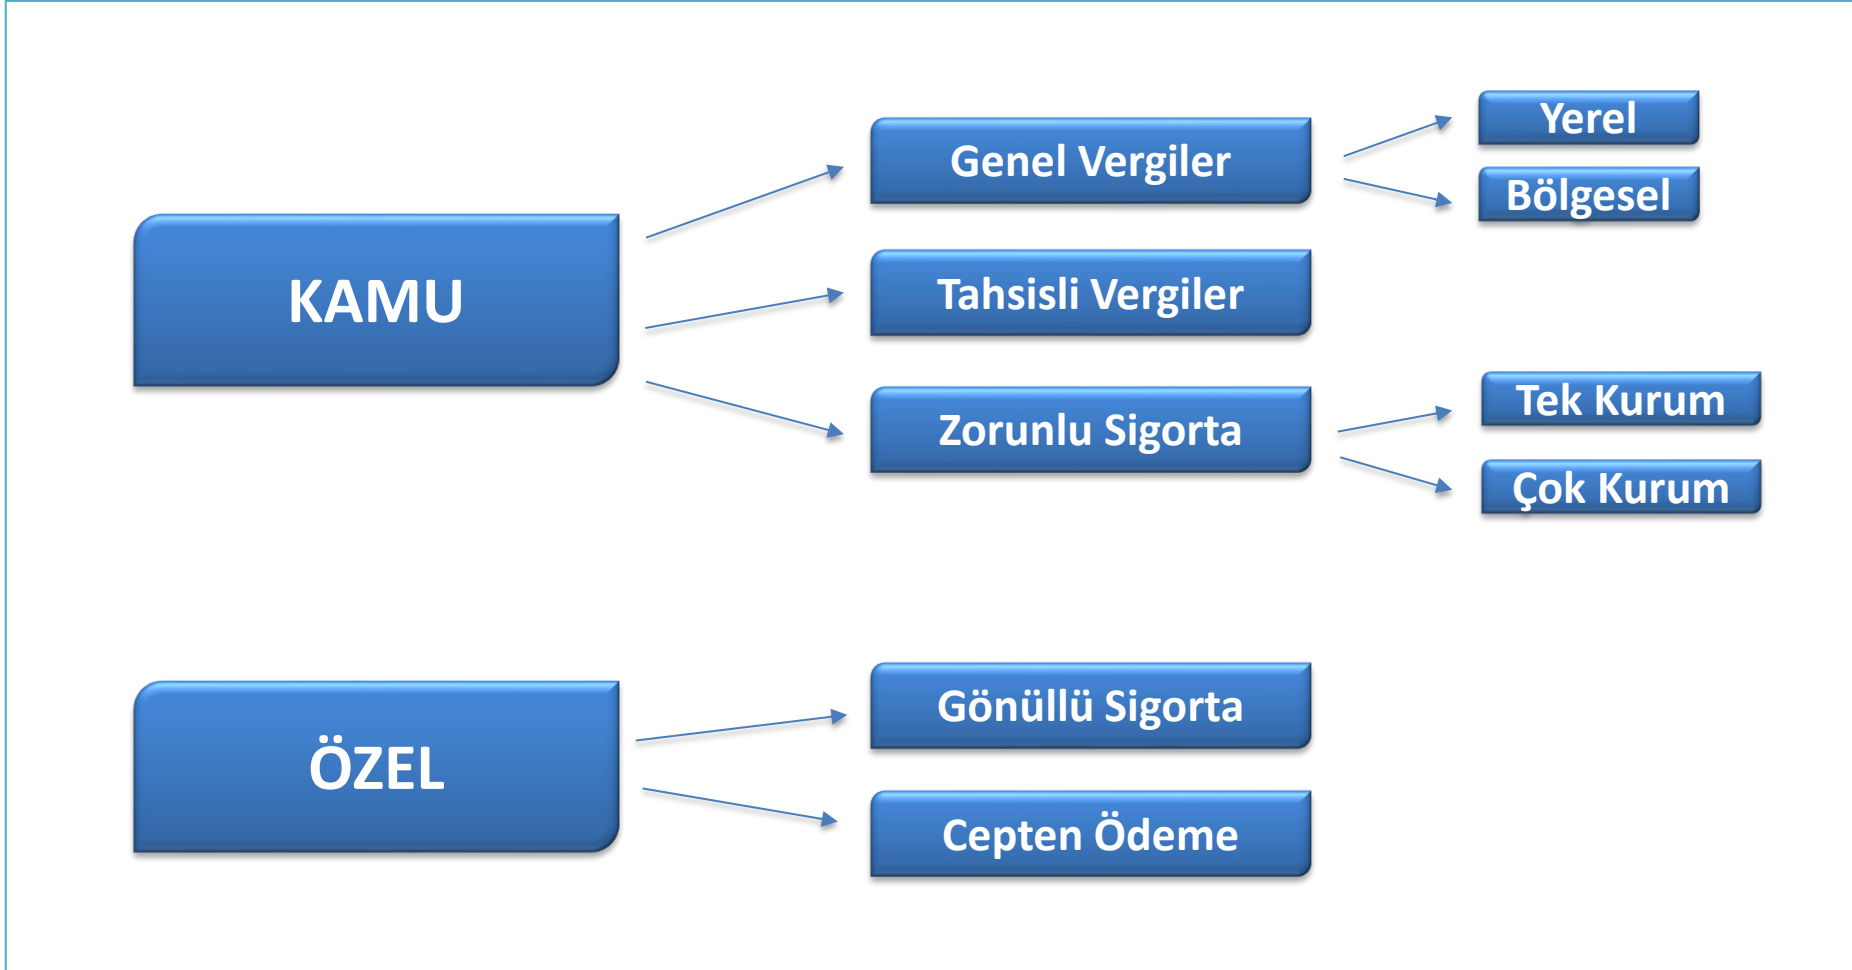 KAMU
Genel Vergiler
Yerel
Bölgesel
Tahsisli Vergiler
Zorunlu Sigorta
Tek Kurum
Çok Kurum
ÖZEL
Gönüllü Sigorta
Cepten Ödeme